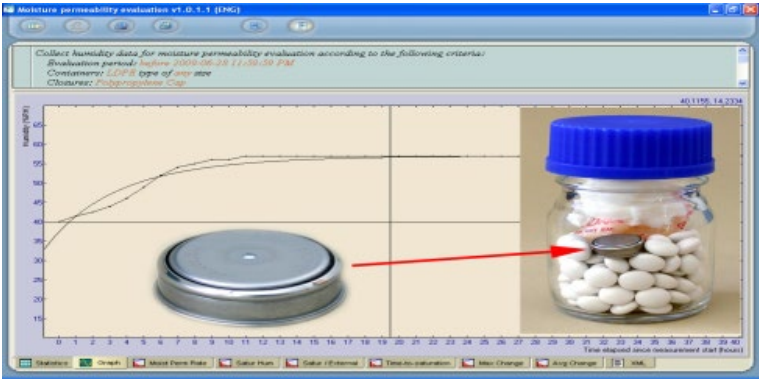 Moisture permeability evaluation v1.0.1.1 (ENG)
Collect humidity data for moisture permeability evaluation according to the following criteria:
Evaluation period: before 2009-06-28 11:59:59 PM
Containers: LDPE type of any size
Closures: Polypropylene Cap
40.1155, 14.2334
Humidity (%RH)
65
60
55
50
45
40
35
30
25
20
15
0 1 2 3 4 5 6 7 8 9 10 11 12 13 14 15 16 17 18 19 20 21 22 23 24 25 26 27 28 29 30 31 32 33 34 35 36 37 38 39 40
Time elapsed since measurement start (hours)
Statistics Graph Moist Perm Rate Satur Hum Satur / External Time-to-saturation Max Change Avg Change XML